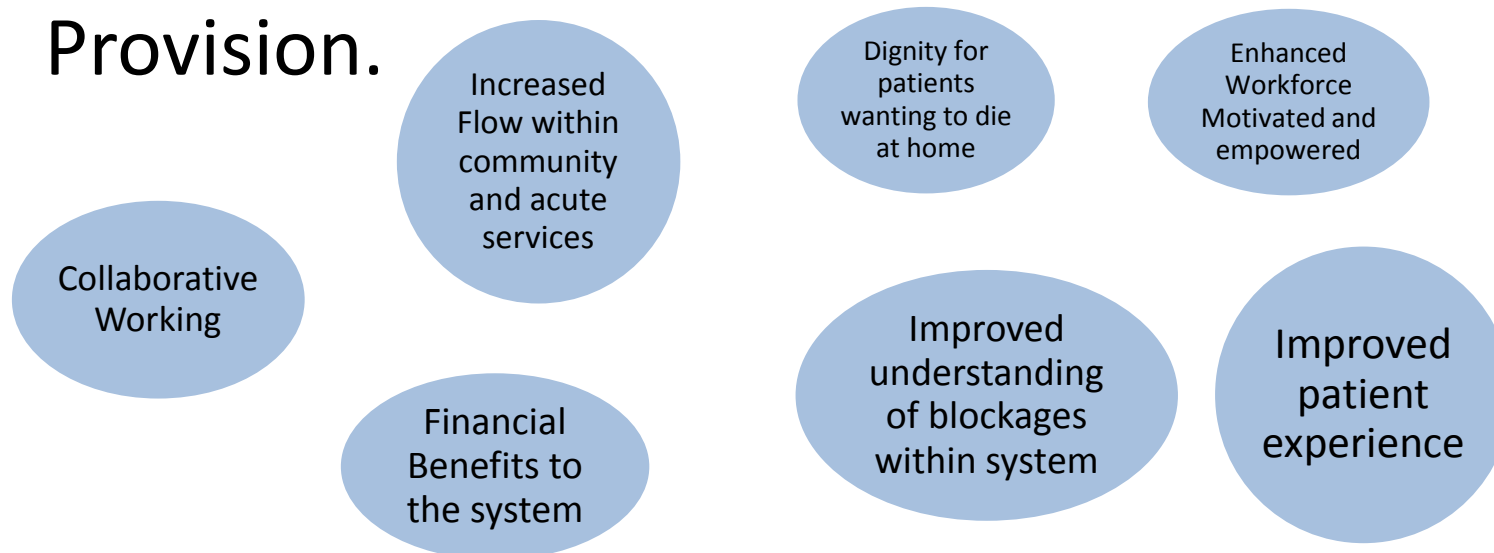 Provision.
Increased
Flow within
community
and acute
services
Dignity for
patients
wanting to die
at home
Enhanced
Workforce
Motivated and
empowered
Collaborative
Working
Financial
Benefits to
the system
Improved
understanding
of blockages
within system
Improved
patient
experience